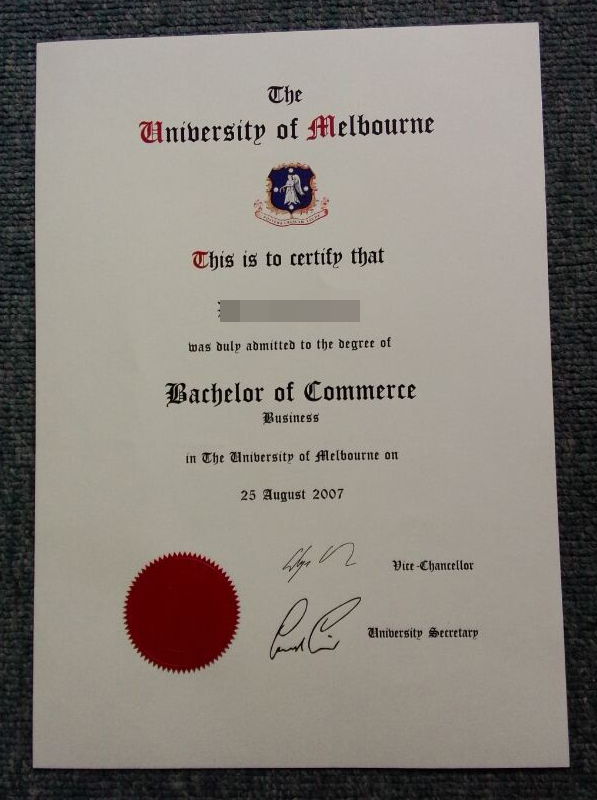 The
University of Melbourne
This is to certify that
was duly admitted to the degree of
Bachelor of Commerce
Business
in The University of Melbourne on
25 August 2007
Vice-Chancellor
University Secretary